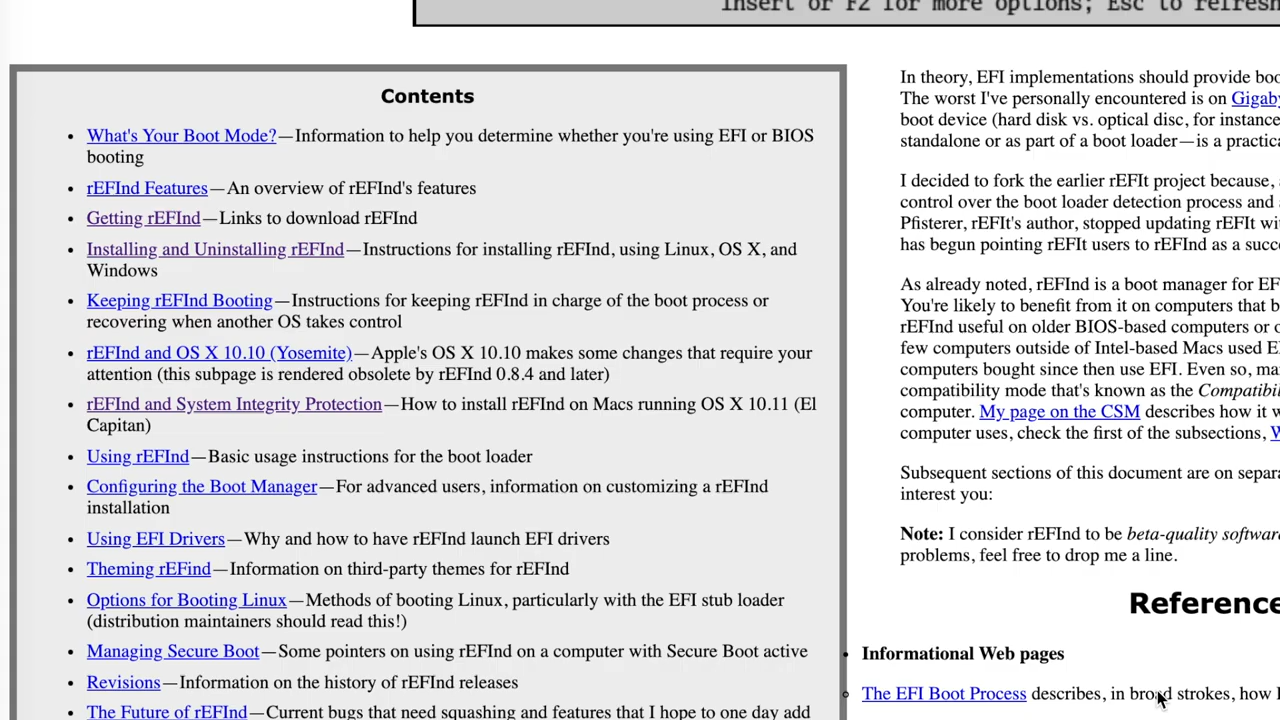 Insert or F2 for more options; Esc to refresh
Contents
• What's Your Boot Mode?—Information to help you determine whether you're using EFI or BIOS
booting
• rEFInd Features—An overview of rEFInd's features
• Getting rEFInd—Links to download rEFInd
• Installing and Uninstalling rEFInd—Instructions for installing rEFInd, using Linux, OS X, and
Windows
• Keeping rEFInd Booting—Instructions for keeping rEFInd in charge of the boot process or
recovering when another OS takes control
• rEFInd and OS X 10.10 (Yosemite)—Apple's OS X 10.10 makes some changes that require your
attention (this subpage is rendered obsolete by rEFInd 0.8.4 and later)
• rEFInd and System Integrity Protection—How to install rEFInd on Macs running OS X 10.11 (El
Capitan)
• Using rEFInd—Basic usage instructions for the boot loader
• Configuring the Boot Manager—For advanced users, information on customizing a rEFInd
installation
• Using EFI Drivers—Why and how to have rEFInd launch EFI drivers
• Theming rEFInd—Information on third-party themes for rEFInd
• Options for Booting Linux—Methods of booting Linux, particularly with the EFI stub loader
(distribution maintainers should read this!)
• Managing Secure Boot—Some pointers on using rEFInd on a computer with Secure Boot active
• Revisions—Information on the history of rEFInd releases
• The Future of rEFInd—Current bugs that need squashing and features that I hope to one day add
In theory, EFI implementations should provide boo
The worst I've personally encountered is on Gigaby
boot device (hard disk vs. optical disc, for instance
standalone or as part of a boot loader—is a practica
I decided to fork the earlier rEFIt project because,
control over the boot loader detection process and
Pfisterer, rEFIt's author, stopped updating rEFIt wi
has begun pointing rEFIt users to rEFInd as a succ
As already noted, rEFInd is a boot manager for EF
You're likely to benefit from it on computers that b
rEFInd useful on older BIOS-based computers or o
few computers outside of Intel-based Macs used E
computers bought since then use EFI. Even so, ma
compatibility mode that's known as the Compatibil
computer. My page on the CSM describes how it w
computer uses, check the first of the subsections, W
Subsequent sections of this document are on separa
interest you:
Note: I consider rEFInd to be beta-quality software
problems, feel free to drop me a line.
Reference
• Informational Web pages
○ The EFI Boot Process describes, in broad strokes, how